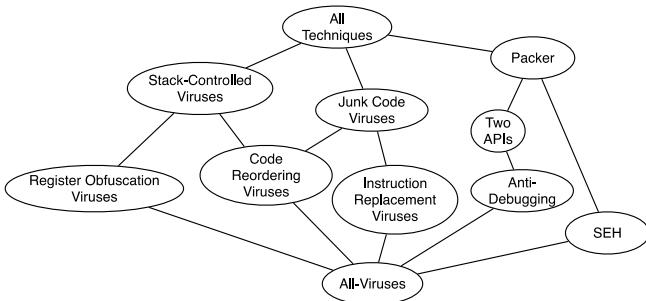 All
Techniques
Packer
Stack-Controlled
Viruses
Junk Code
Viruses
Two
APIs
Register Obfuscation
Viruses
Code
Reordering
Viruses
Instruction
Replacement
Viruses
Anti-
Debugging
SEH
All-Viruses